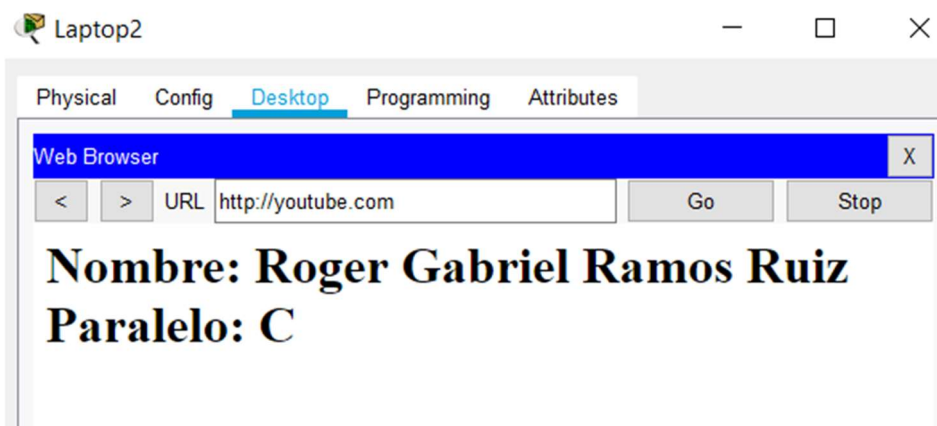 Laptop2
Physical Config Desktop Programming Attributes
Web Browser X
< > URL http://youtube.com Go Stop
Nombre: Roger Gabriel Ramos Ruiz
Paralelo: C